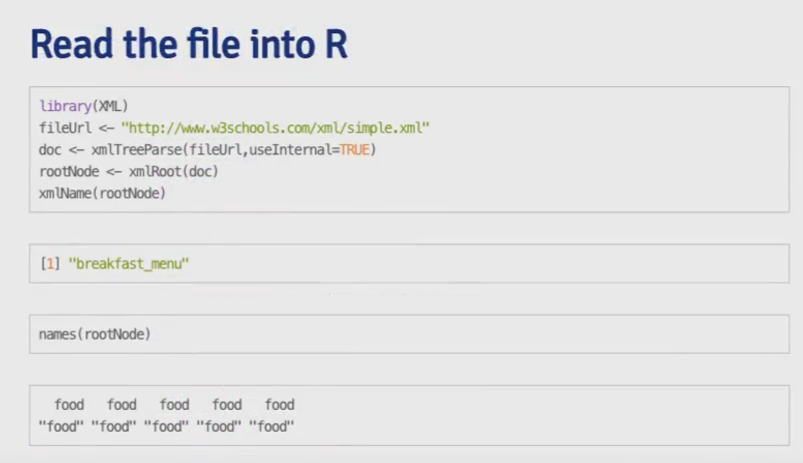 Read the file into R
library(XML)
fileUrl <- "http://www.w3schools.com/xml/simple.xml"
doc <- xmlTreeParse(fileUrl,useInternal=TRUE)
rootNode <- xmlRoot(doc)
xmlName(rootNode)
[1] "breakfast_menu"
names(rootNode)
food food food food food
"food" "food" "food" "food" "food"